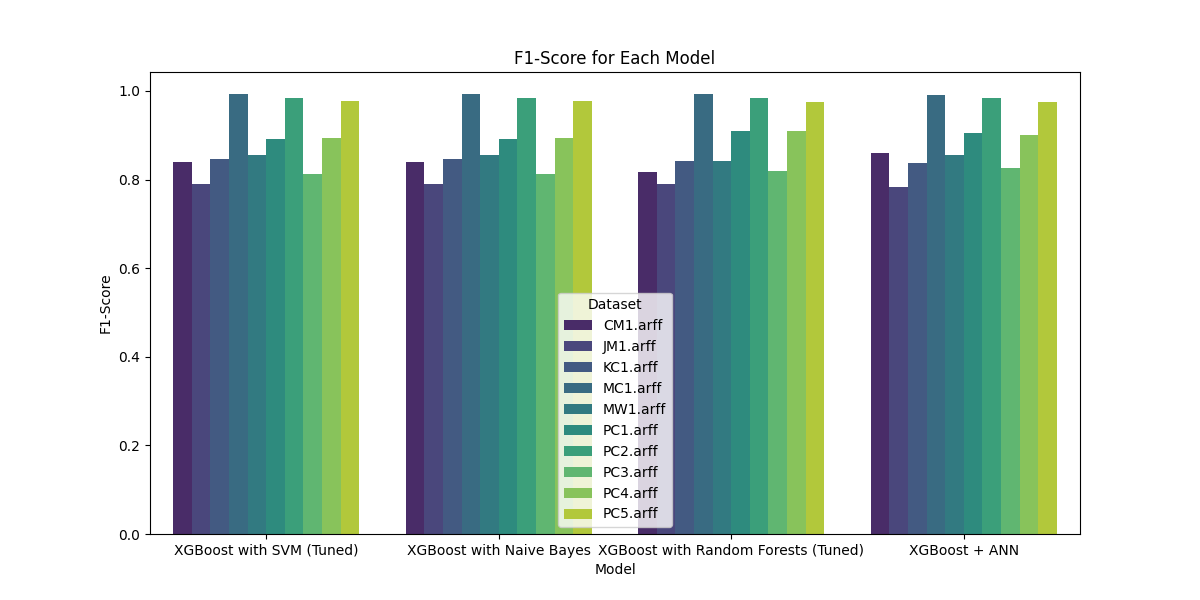 F1-Score for Each Model
F1-Score
1.0
0.8
0.6
0.4
0.2
0.0
Dataset
CM1.arff
JM1.arff
KC1.arff
MC1.arff
MW1.arff
PC1.arff
PC2.arff
PC3.arff
PC4.arff
PC5.arff
XGBoost with SVM (Tuned)
XGBoost with Naive Bayes
XGBoost with Random Forests (Tuned)
XGBoost + ANN
Model